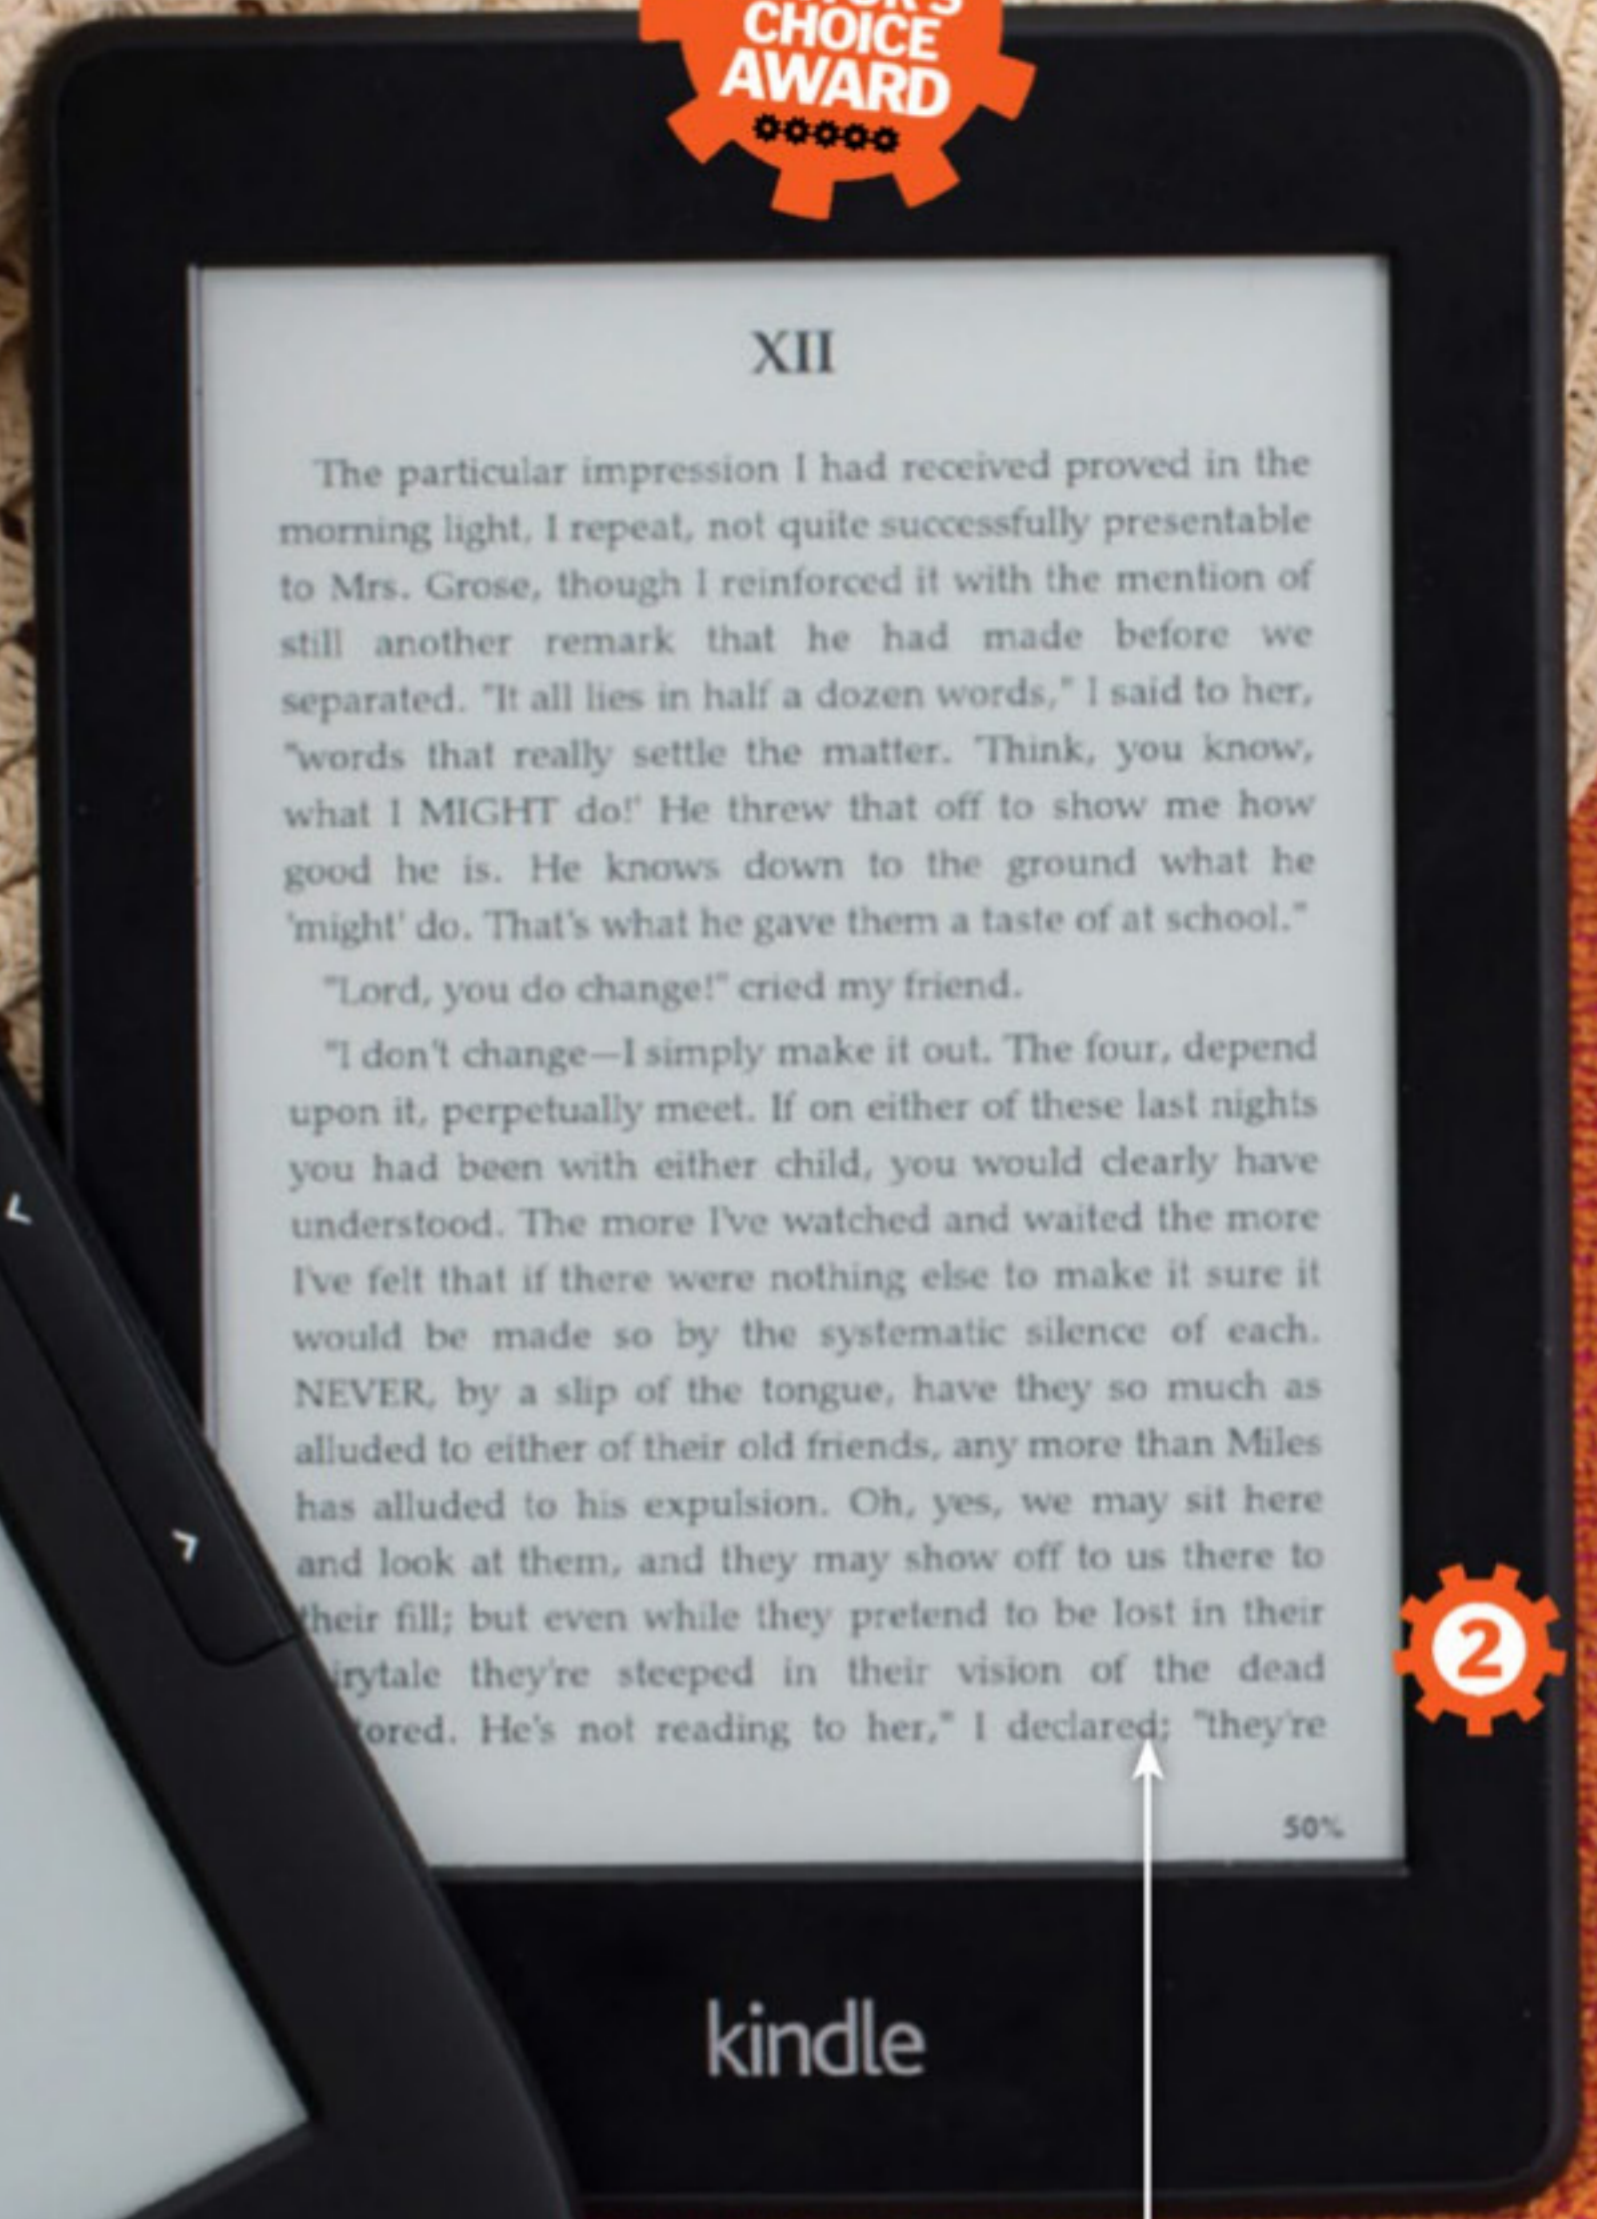 CHOICE
AWARD
XII
The particular impression I had received proved in the
morning light, I repeat, not quite successfully presentable
to Mrs. Grose, though I reinforced it with the mention of
still another remark that he had made before we
separated. "It all lies in half a dozen words," I said to her,
"words that really settle the matter. 'Think, you know,
what I MIGHT do!' He threw that off to show me how
good he is. He knows down to the ground what he
'might' do. That's what he gave them a taste of at school."
"Lord, you do change!" cried my friend.
"I don't change—I simply make it out. The four, depend
upon it, perpetually meet. If on either of these last nights
you had been with either child, you would clearly have
understood. The more I've watched and waited the more
I've felt that if there were nothing else to make it sure it
would be made so by the systematic silence of each.
NEVER, by a slip of the tongue, have they so much as
alluded to either of their old friends, any more than Miles
has alluded to his expulsion. Oh, yes, we may sit here
and look at them, and they may show off to us there to
their fill; but even while they pretend to be lost in their
irytale they're steeped in their vision of the dead
tored. He's not reading to her," I declared; "they're
50%
2
kindle